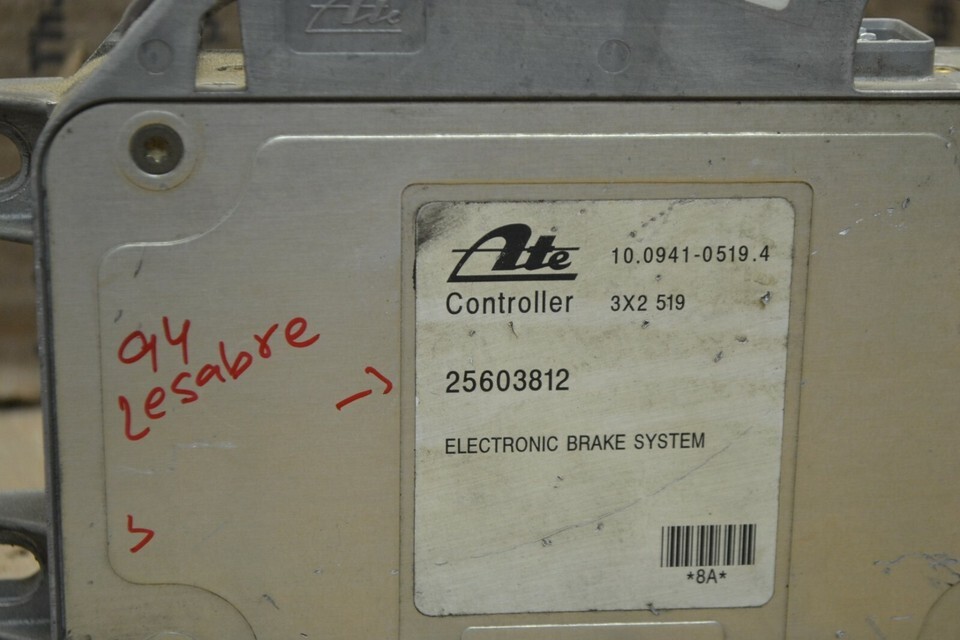 Ate
Ate 10.0941-0519.4
Controller 3X2 519
94
Lesabre
25603812
ELECTRONIC BRAKE SYSTEM
*8A*